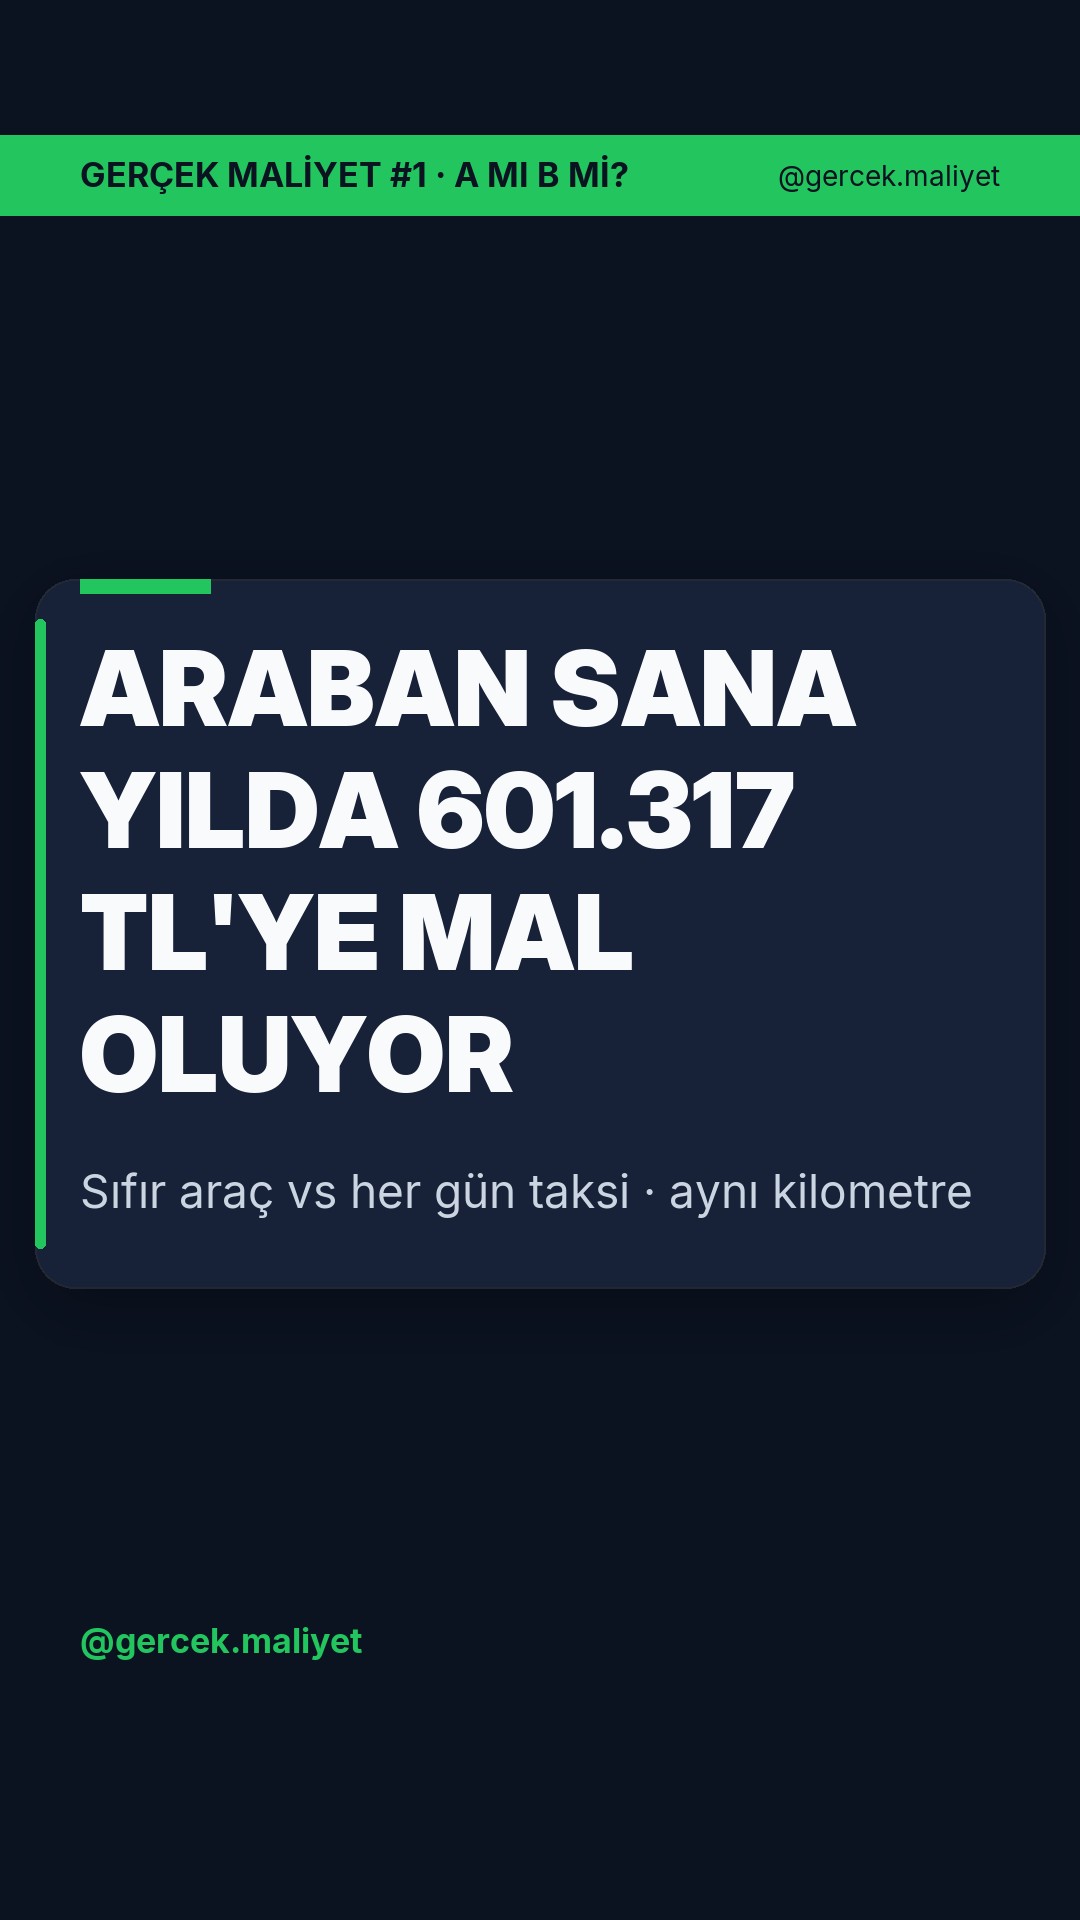 GERÇEK MALİYET #1 · A MI B Mİ?
@gercek.maliyet
ARABAN SANA
YILDA 601.317
TL'YE MAL
OLUYOR
Sıfır araç vs her gün taksi · aynı kilometre
@gercek.maliyet